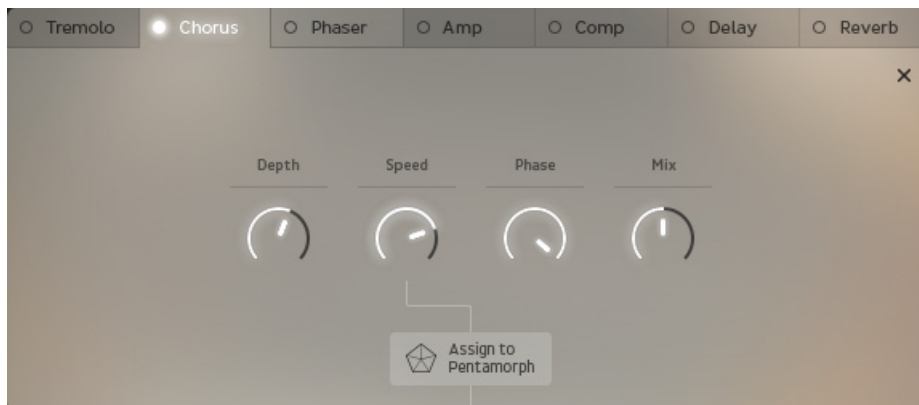 Tremolo Chorus Phaser Amp Comp Delay Reverb
Depth Speed Phase Mix
Assign to
Pentamorph